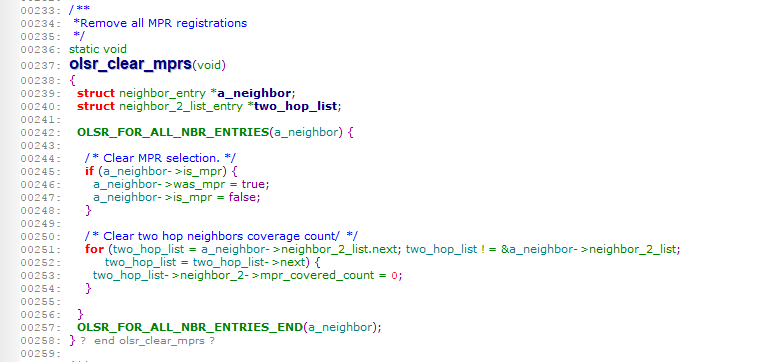 00233: /**
00234:  *Remove all MPR registrations
00235:  */
00236: static void
00237: olsr_clear_mprs(void)
00238: {
00239:   struct neighbor_entry *a_neighbor;
00240:   struct neighbor_2_list_entry *two_hop_list;
00241:
00242:   OLSR_FOR_ALL_NBR_ENTRIES(a_neighbor) {
00243:
00244:     /* Clear MPR selection. */
00245:     if (a_neighbor->is_mpr) {
00246:       a_neighbor->was_mpr = true;
00247:       a_neighbor->is_mpr = false;
00248:     }
00249:
00250:     /* Clear two hop neighbors coverage count/ */
00251:     for (two_hop_list = a_neighbor->neighbor_2_list.next; two_hop_list != &a_neighbor->neighbor_2_list;
00252:          two_hop_list = two_hop_list->next) {
00253:       two_hop_list->neighbor_2->mpr_covered_count = 0;
00254:     }
00255:
00256:   }
00257:   OLSR_FOR_ALL_NBR_ENTRIES_END(a_neighbor);
00258: } ? end olsr_clear_mprs ?
00259: